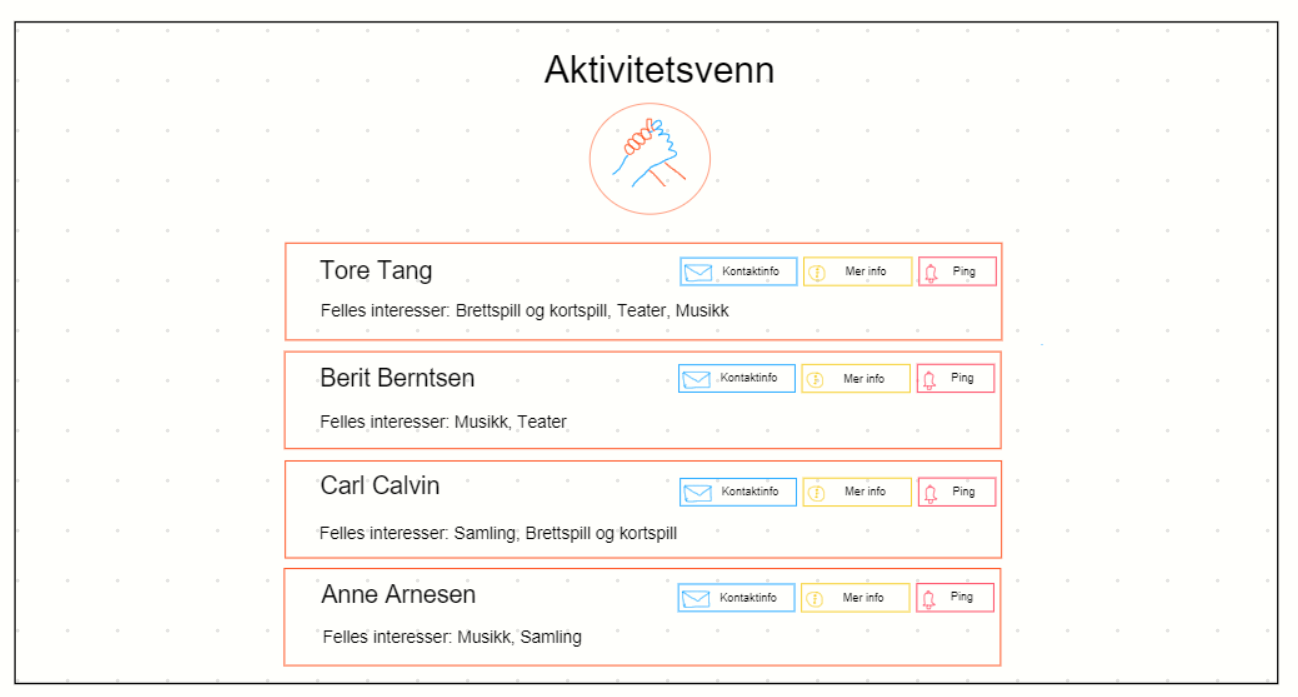 Aktivitetsvenn
Tore Tang
Kontaktinfo
Mer info
Ping
Felles interesser: Brettspill og kortspill, Teater, Musikk
Berit Berntsen
Kontaktinfo
Mer info
Ping
Felles interesser: Musikk, Teater
Carl Calvin
Kontaktinfo
Mer info
Ping
Felles interesser: Samling, Brettspill og kortspill
Anne Arnesen
Kontaktinfo
Mer info
Ping
Felles interesser: Musikk, Samling